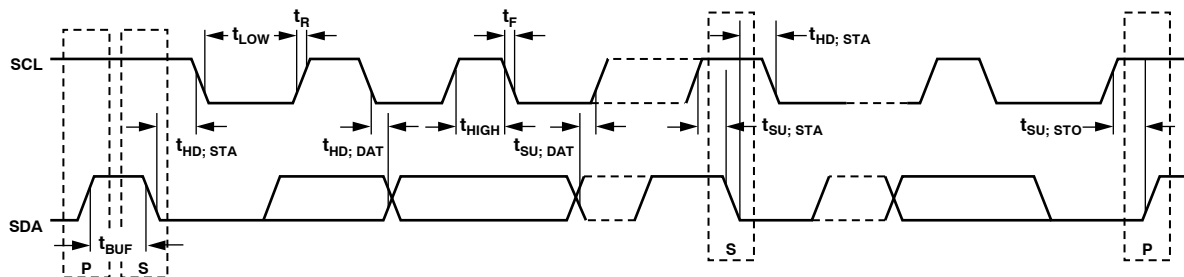 tR
tF
tLOW
tHD; STA
SCL
tHD; STA
tHD; DAT
tHIGH
tSU; DAT
tSU; STA
tSU; STO
SDA
tBUF
P
S
S
P